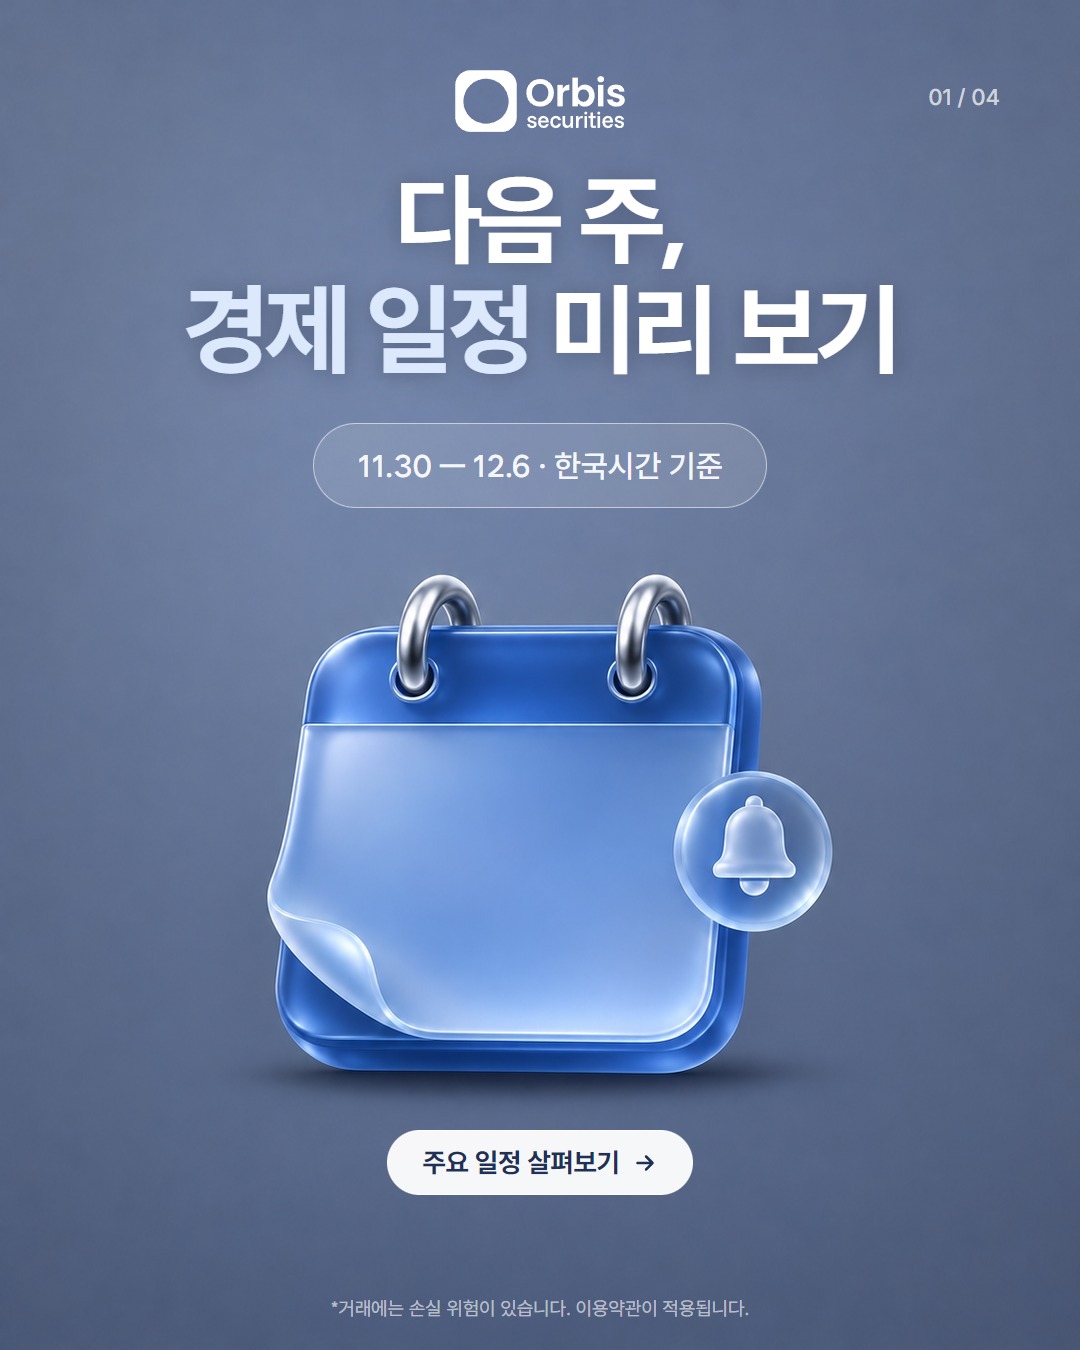 Orbis
securities
01 / 04
다음 주,
경제 일정 미리 보기
11.30 — 12.6 · 한국시간 기준
주요 일정 살펴보기 →
*거래에는 손실 위험이 있습니다. 이용약관이 적용됩니다.